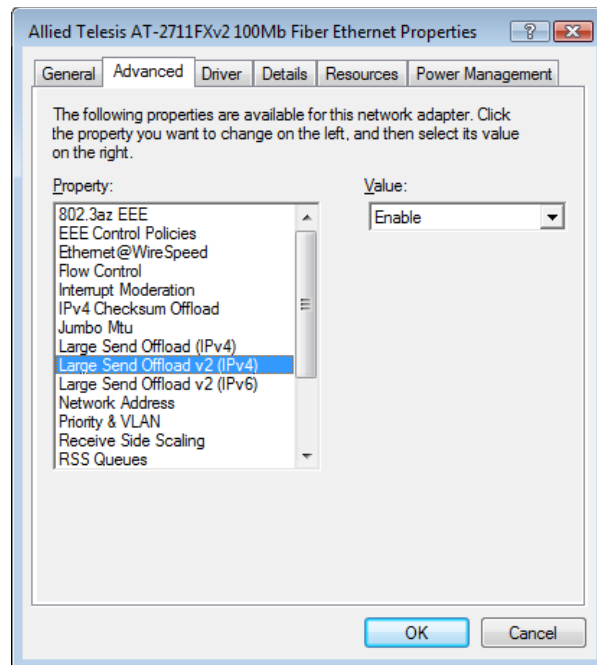 Allied Telesis AT-2711FXv2 100Mb Fiber Ethernet Properties
General Advanced Driver Details Resources Power Management
The following properties are available for this network adapter. Click
the property you want to change on the left, and then select its value
on the right.
Property: Value:
802.3az EEE Enable
EEE Control Policies
Ethernet@WireSpeed
Flow Control
Interrupt Moderation
IPv4 Checksum Offload
Jumbo Mtu
Large Send Offload (IPv4)
Large Send Offload v2 (IPv4)
Large Send Offload v2 (IPv6)
Network Address
Priority & VLAN
Receive Side Scaling
RSS Queues
OK Cancel